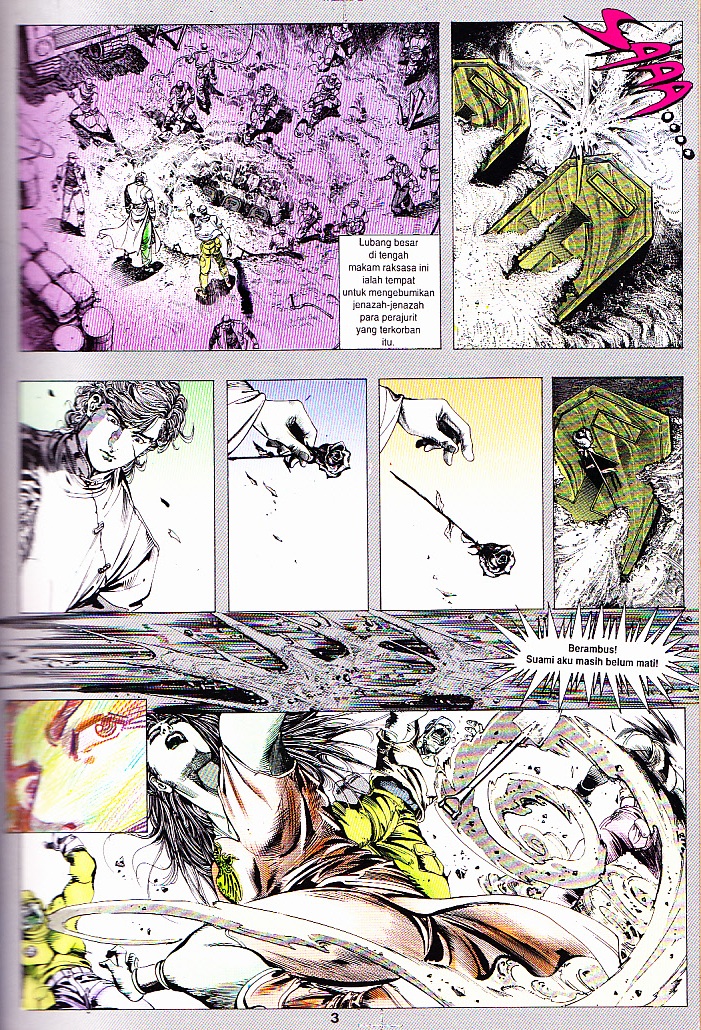 SAAA...
Lubang besar
di tengah
makam raksasa ini
ialah tempat
untuk mengebumikan
jenazah-jenazah
para perajurit
yang terkorban
itu.
Berambus!
Suami aku masih belum mati!
3